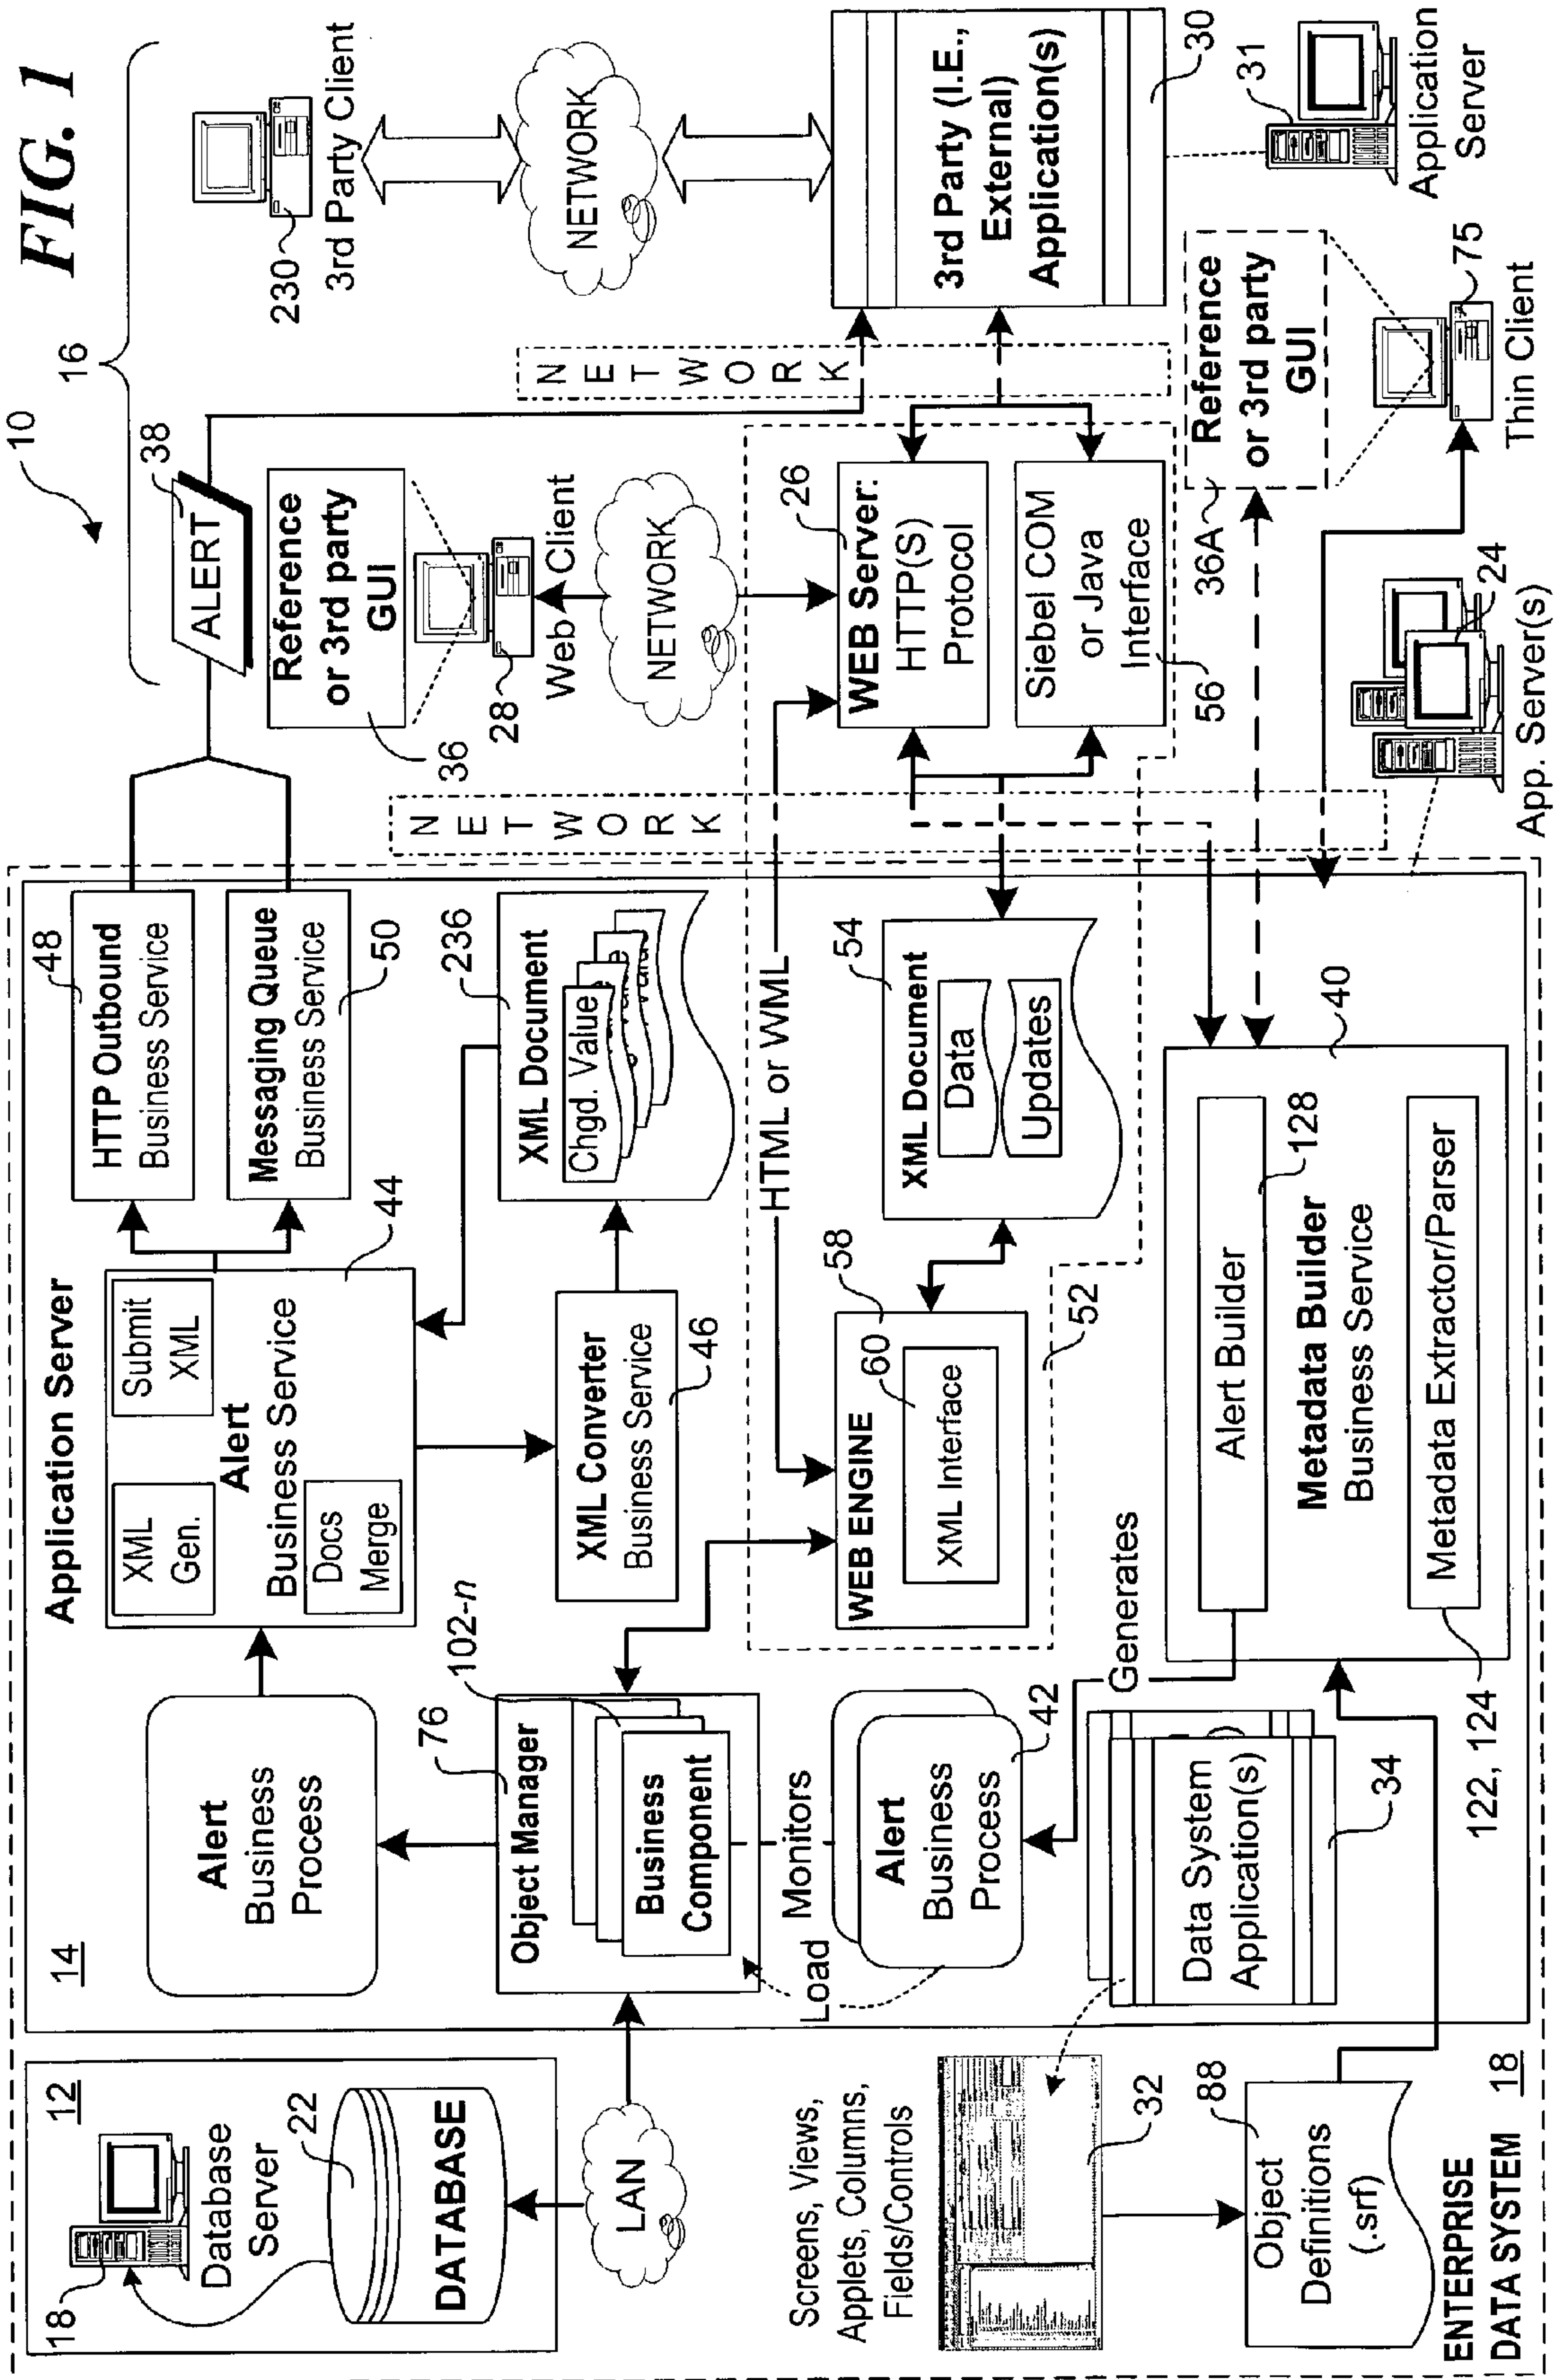 FIG. 1
10
16
12
18
Database
Server
22
DATABASE
LAN
Screens, Views,
Applets, Columns,
Fields/Controls
32
88
Object
Definitions
(.srf)
ENTERPRISE
DATA SYSTEM 18
14
Application Server
Alert
Business
Process
76
102-n
Object Manager
Business
Component
Monitors
Load
Alert
Business
Process
42
Generates
Data System
Application(s)
34
XML
Gen.
Submit
XML
Alert
Business Service
Docs
Merge
44
XML Converter
Business Service
46
48
HTTP Outbound
Business Service
Messaging Queue
Business Service
50
236
XML Document
Chgd. Value
HTML or WML
58
WEB ENGINE
60
XML Interface
52
54
XML Document
Data
Updates
40
Alert Builder
128
Metadata Builder
Business Service
Metadata Extractor/Parser
122, 124
NETWORK
ALERT
38
Reference
or 3rd party
GUI
36
28
Web Client
NETWORK
26
WEB Server:
HTTP(S)
Protocol
Siebel COM
or Java
Interface
56
NETWORK
230
3rd Party Client
NETWORK
3rd Party (I.E.,
External)
Application(s)
30
31
Application
Server
36A
Reference
or 3rd party
GUI
75
Thin Client
24
App. Server(s)